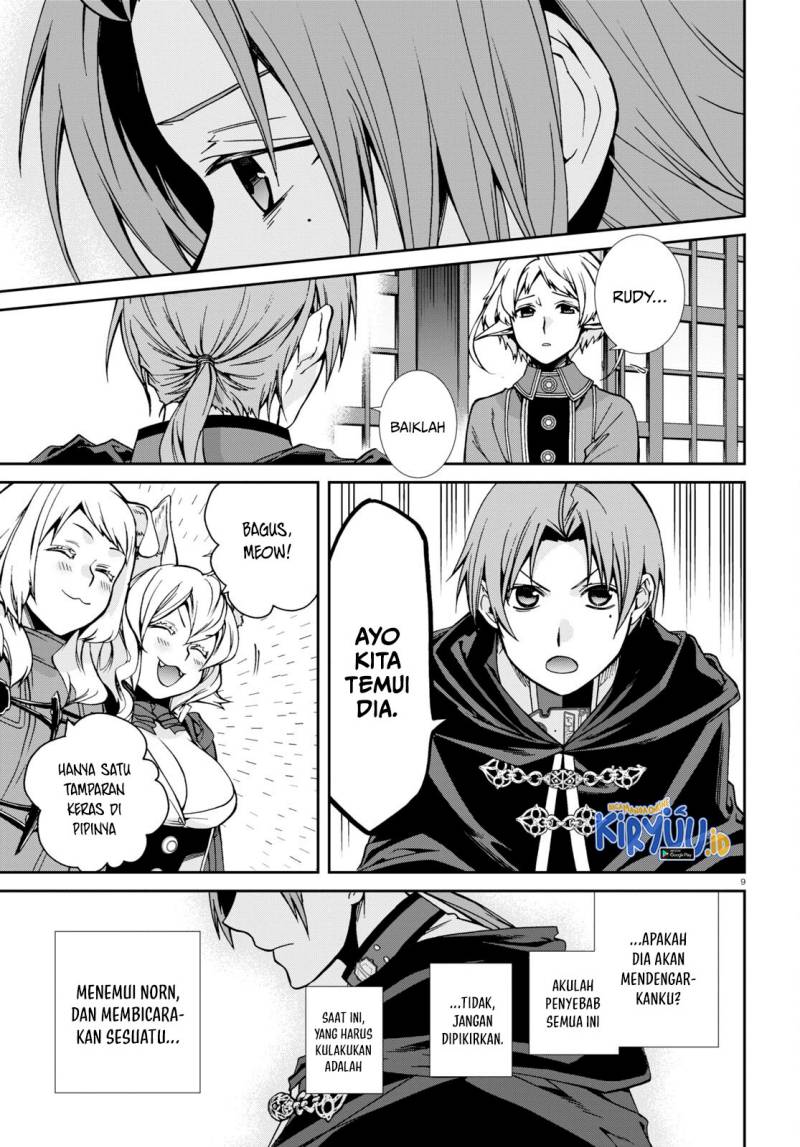 RUDY...
BAIKLAH
AYO
KITA
TEMUI
DIA.
BAGUS,
MEOW!
HANYA SATU
TAMPARAN
KERAS DI
PIPINYA
KIRYUU.id
Google Play
9
...APAKAH
DIA AKAN
MENDENGAR-
KANKU?
AKULAH
PENYEBAB
SEMUA INI
...TIDAK,
JANGAN
DIPIKIRKAN.
SAAT INI,
YANG HARUS
KULAKUKAN
ADALAH
MENEMUI NORN,
DAN MEMBICARA-
KAN SESUATU...